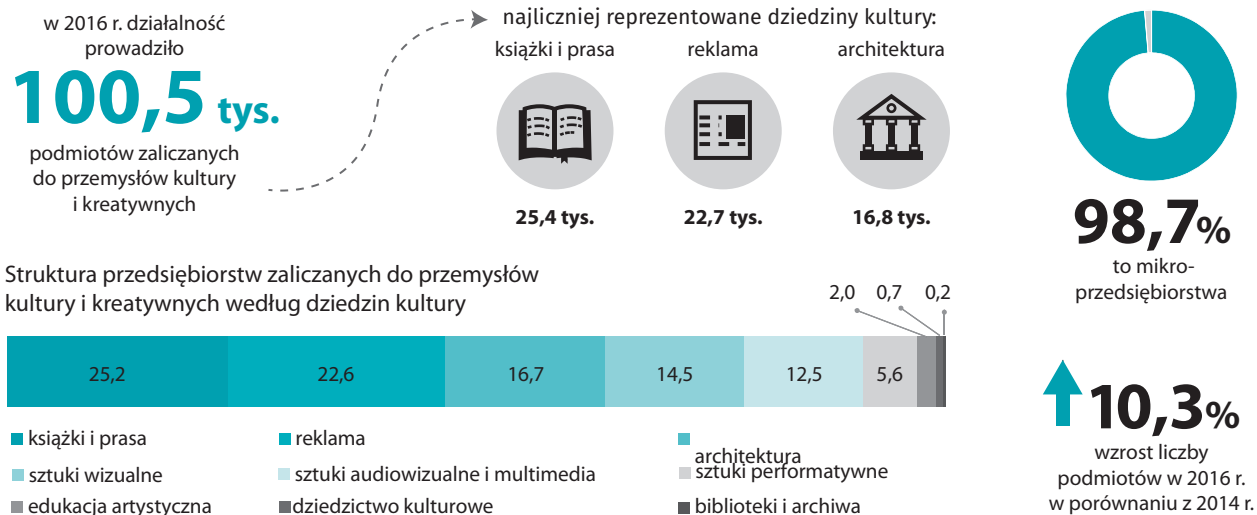 w 2016 r. działalność
prowadziło
100,5 tys.
podmiotów zaliczanych
do przemysłów kultury
i kreatywnych
najliczniej reprezentowane dziedziny kultury:
książki i prasa
25,4 tys.
reklama
22,7 tys.
architektura
16,8 tys.
98,7%
to mikro-
przedsiębiorstwa
Struktura przedsiębiorstw zaliczanych do przemysłów
kultury i kreatywnych według dziedzin kultury
25,2
22,6
16,7
14,5
12,5
5,6
2,0
0,7
0,2
książki i prasa
reklama
architektura
sztuki wizualne
sztuki audiowizualne i multimedia
sztuki performatywne
edukacja artystyczna
dziedzictwo kulturowe
biblioteki i archiwa
10,3%
wzrost liczby
podmiotów w 2016 r.
w porównaniu z 2014 r.